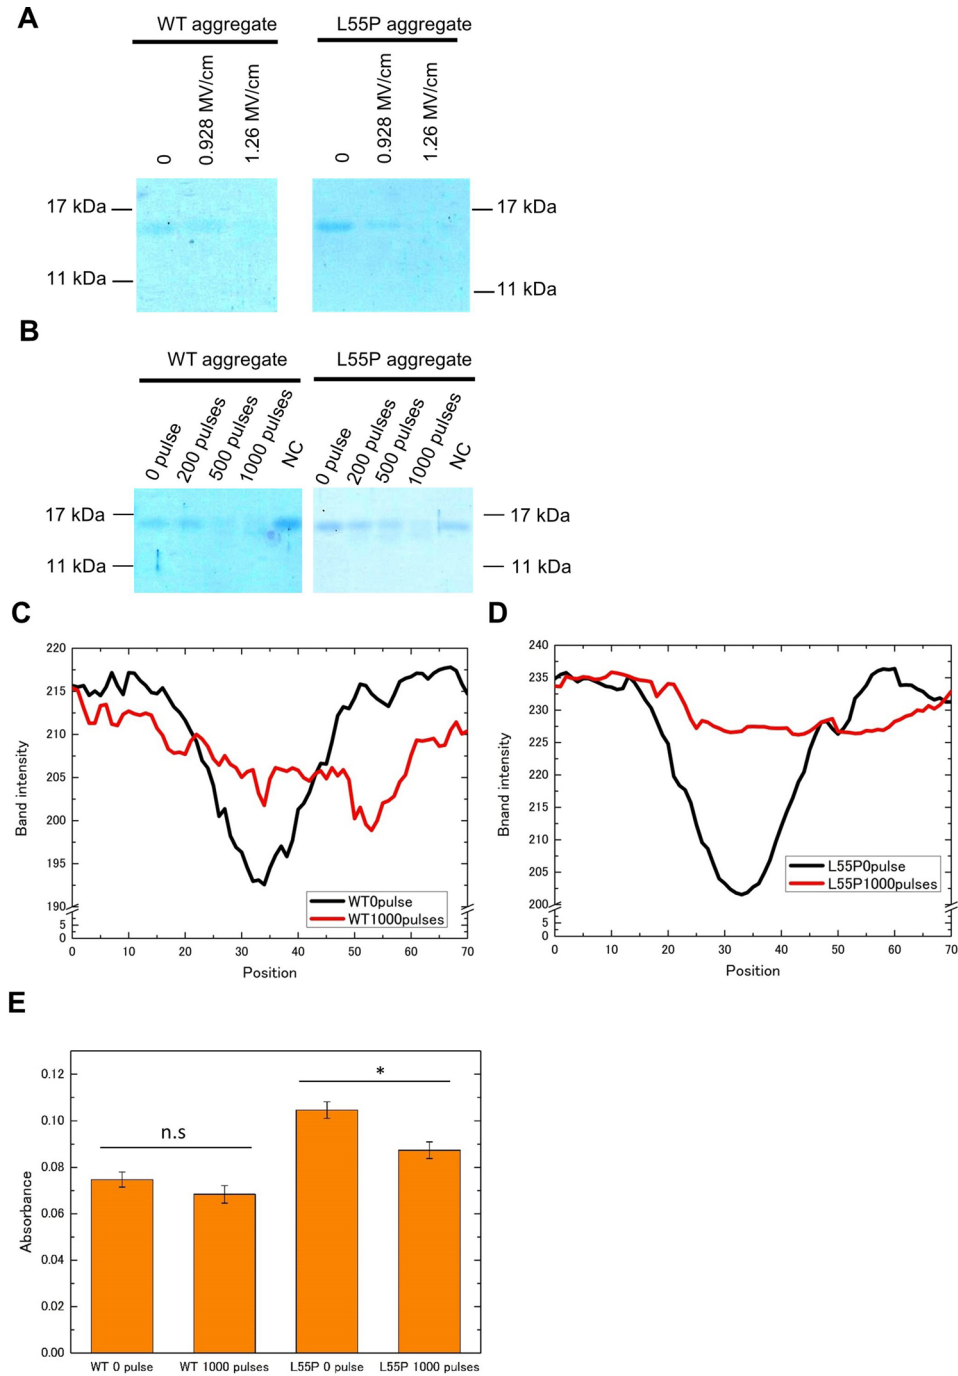 A
WT aggregate
L55P aggregate
0
0.928 MV/cm
1.26 MV/cm
0
0.928 MV/cm
1.26 MV/cm
17 kDa
17 kDa
11 kDa
11 kDa
B
WT aggregate
L55P aggregate
0 pulse
200 pulses
500 pulses
1000 pulses
NC
0 pulse
200 pulses
500 pulses
1000 pulses
NC
17 kDa
17 kDa
11 kDa
11 kDa
C
220
215
210
205
200
195
190
5
0
Band intensity
WT0pulse
WT1000pulses
0 10 20 30 40 50 60 70
Position
D
240
235
230
225
220
215
210
205
200
5
0
Bnand intensity
L55P0pulse
L55P1000pulses
0 10 20 30 40 50 60 70
Position
E
0.12
0.10
0.08
0.06
0.04
0.02
0.00
Absorbance
n.s
*
WT 0 pulse
WT 1000 pulses
L55P 0 pulse
L55P 1000 pulses